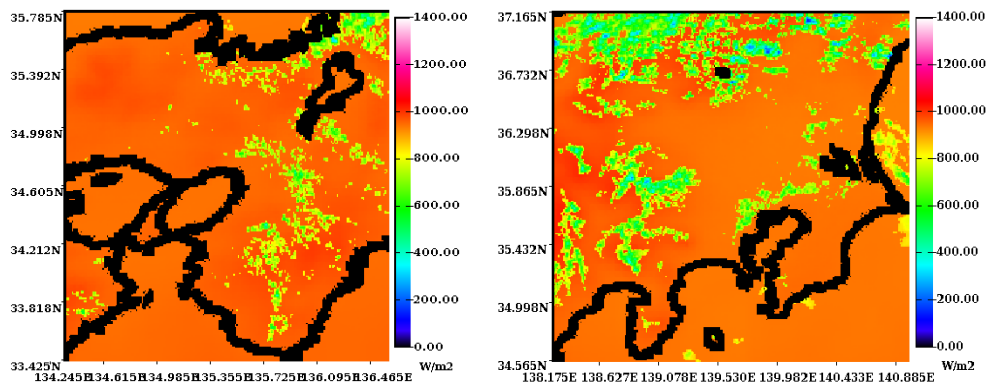 35.785N
35.392N
34.998N
34.605N
34.212N
33.818N
33.425N
134.245E 134.615E 134.985E 135.355E 135.725E 136.095E 136.465E
1400.00
1200.00
1000.00
800.00
600.00
400.00
200.00
0.00
W/m2
37.165N
36.732N
36.298N
35.865N
35.432N
34.998N
34.565N
138.175E 138.627E 139.078E 139.530E 139.982E 140.433E 140.885E
1400.00
1200.00
1000.00
800.00
600.00
400.00
200.00
0.00
W/m2